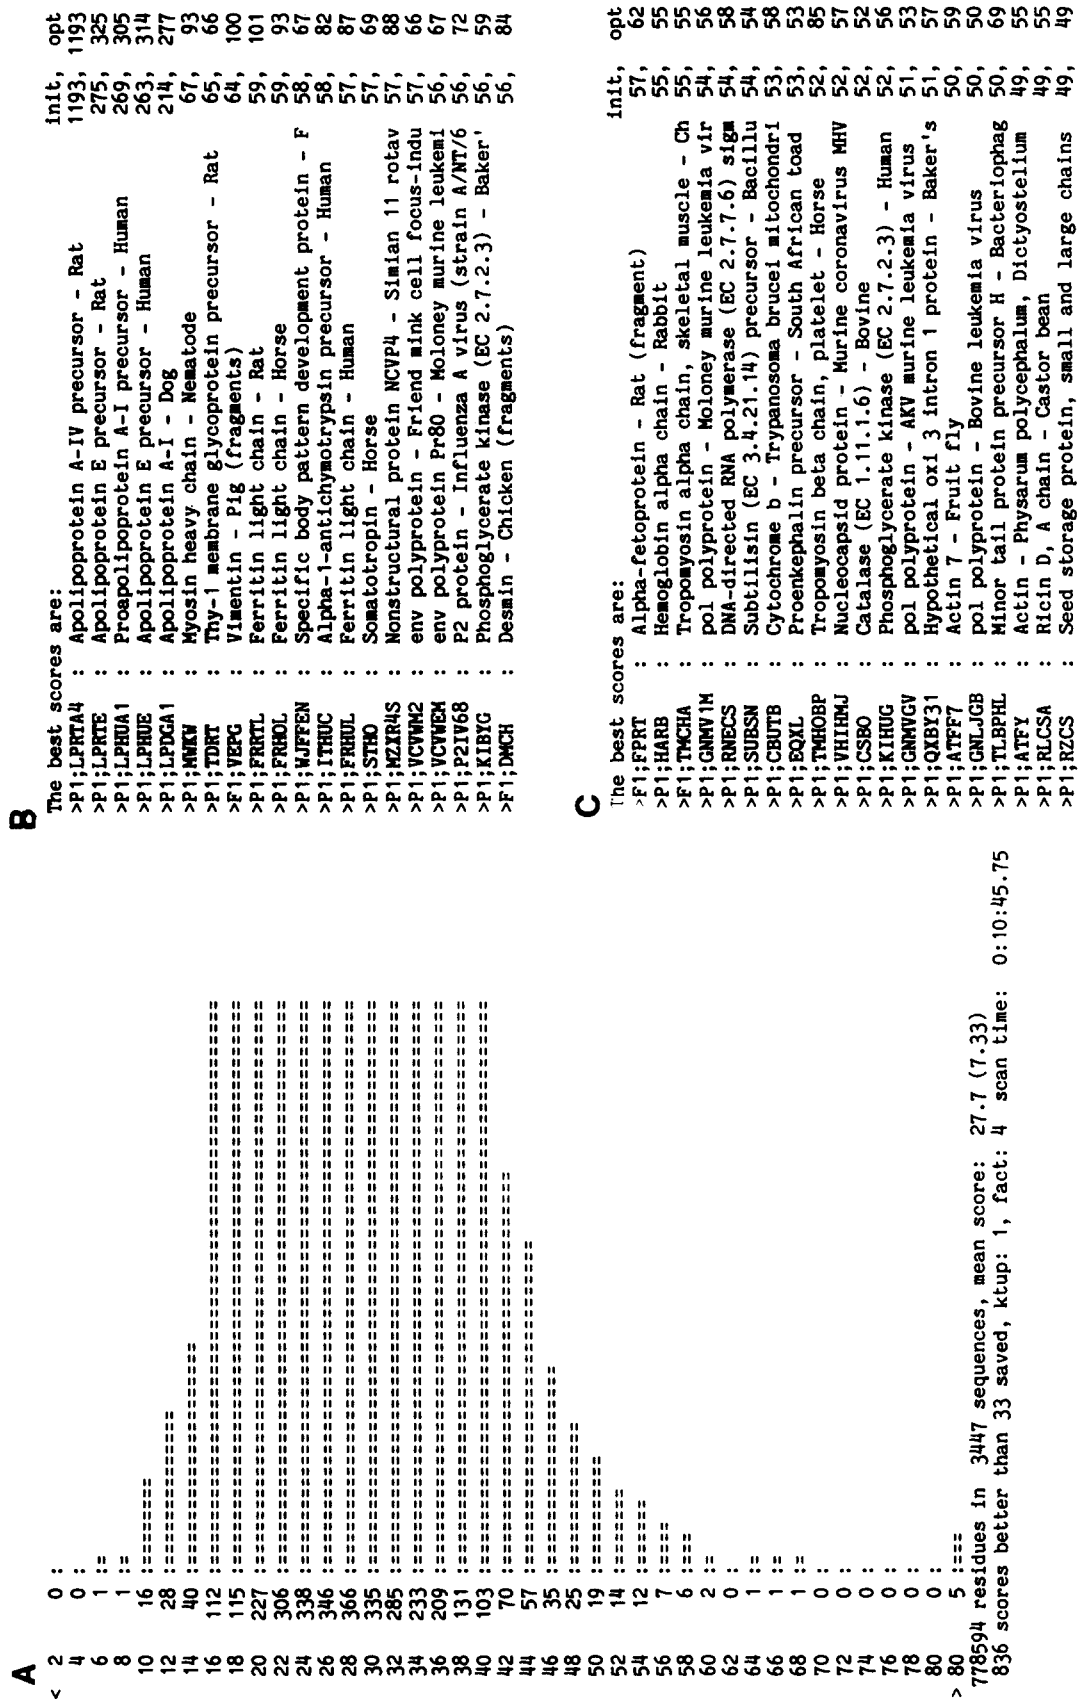 A
< 2 0 :
4 0 :
6 1 :=
8 1 :=
10 16 :========
12 28 :==============
14 40 :====================
16 112 :==================================================
18 115 :==================================================
20 227 :==================================================
22 306 :==================================================
24 338 :==================================================
26 346 :==================================================
28 366 :==================================================
30 335 :==================================================
32 285 :==================================================
34 233 :==================================================
36 209 :==================================================
38 131 :==================================================
40 103 :==================================================
42 70 :===================================
44 57 :=============================
46 35 :==================
48 25 :=============
50 19 :==========
52 14 :=======
54 12 :======
56 7 :====
58 6 :===
60 2 :=
62 0 :
64 1 :=
66 1 :=
68 1 :=
70 0 :
72 0 :
74 0 :
76 0 :
78 0 :
80 0 :
> 80 5 :===
778594 residues in 3447 sequences, mean score: 27.7 (7.33)
836 scores better than 33 saved, ktup: 1, fact: 4 scan time: 0:10:45.75
B
The best scores are: init, opt
>P1;LPRTA4 : Apolipoprotein A-IV precursor - Rat 1193, 1193
>P1;LPRTE : Apolipoprotein E precursor - Rat 275, 325
>P1;LPHUA1 : Proapolipoprotein A-I precursor - Human 269, 305
>P1;LPHUE : Apolipoprotein E precursor - Human 263, 314
>P1;LPDGA1 : Apolipoprotein A-I - Dog 214, 277
>P1;MWKW : Myosin heavy chain - Nematode 67, 93
>P1;TDRT : Thy-1 membrane glycoprotein precursor - Rat 65, 66
>F1;VEPG : Vimentin - Pig (fragments) 64, 100
>P1;FRRTL : Ferritin light chain - Rat 59, 101
>P1;FRHOL : Ferritin light chain - Horse 59, 93
>P1;WJFFEN : Specific body pattern development protein - F 58, 67
>P1;ITHUC : Alpha-1-antichymotrypsin precursor - Human 58, 82
>P1;FRHUL : Ferritin light chain - Human 57, 87
>P1;STHO : Somatotropin - Horse 57, 69
>P1;MZXR4S : Nonstructural protein NCVP4 - Simian 11 rotav 57, 88
>P1;VCVWM2 : env polyprotein - Friend mink cell focus-indu 57, 66
>P1;VCVWEM : env polyprotein Pr80 - Moloney murine leukemi 56, 67
>P1;P2IV68 : P2 protein - Influenza A virus (strain A/NT/6 56, 72
>P1;KIBYG : Phosphoglycerate kinase (EC 2.7.2.3) - Baker' 56, 59
>F1;DMCH : Desmin - Chicken (fragments) 56, 84
C
The best scores are: init, opt
>F1;FPRT : Alpha-fetoprotein - Rat (fragment) 57, 62
>P1;HARB : Hemoglobin alpha chain - Rabbit 55, 55
>F1;TMCHA : Tropomyosin alpha chain, skeletal muscle - Ch 55, 55
>P1;GNMV1M : pol polyprotein - Moloney murine leukemia vir 54, 56
>P1;RNECS : DNA-directed RNA polymerase (EC 2.7.7.6) sigm 54, 58
>P1;SUBSN : Subtilisin (EC 3.4.21.14) precursor - Bacillu 54, 54
>P1;CBUTB : Cytochrome b - Trypanosoma brucei mitochondri 53, 58
>P1;EQXL : Proenkephalin precursor - South African toad 53, 53
>P1;TMHOBP : Tropomyosin beta chain, platelet - Horse 52, 85
>P1;VHIHMJ : Nucleocapsid protein - Murine coronavirus MHV 52, 57
>P1;CSBO : Catalase (EC 1.11.1.6) - Bovine 52, 52
>P1;KIHUG : Phosphoglycerate kinase (EC 2.7.2.3) - Human 52, 56
>P1;GNMVGV : pol polyprotein - AKV murine leukemia virus 51, 53
>P1;QXBY31 : Hypothetical oxi 3 intron 1 protein - Baker's 51, 57
>P1;ATFF7 : Actin 7 - Fruit fly 50, 59
>P1;GNLJGB : pol polyprotein - Bovine leukemia virus 50, 50
>P1;TLBPHL : Minor tail protein precursor H - Bacteriophag 50, 69
>P1;ATFY : Actin - Physarum polycephalum, Dictyostelium 49, 55
>P1;RLCSA : Ricin D, A chain - Castor bean 49, 55
>P1;RZCS : Seed storage protein, small and large chains 49, 49